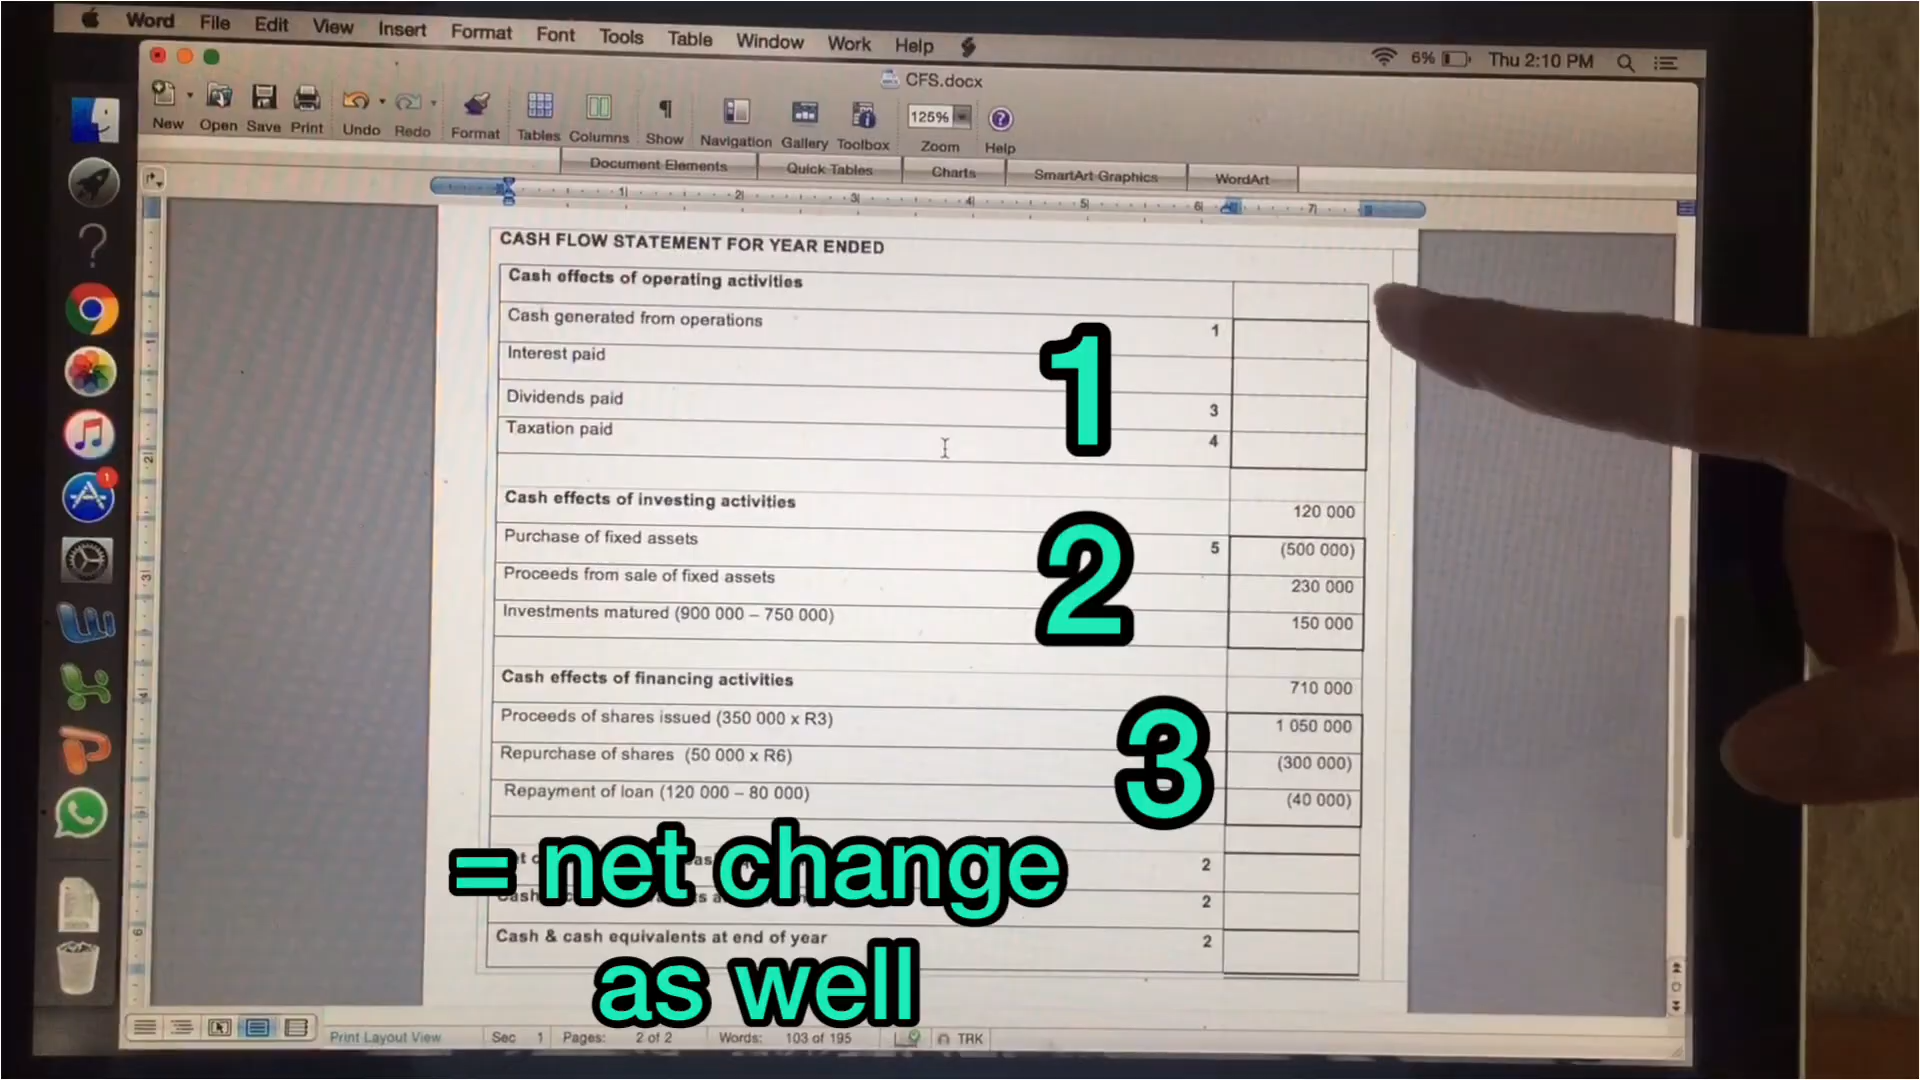 Word File Edit View Insert Format Font Tools Table Window Work Help
6% Thu 2:10 PM
CFS.docx
125%
New Open Save Print Undo Redo Format Tables Columns Show Navigation Gallery Toolbox Zoom Help
Document Elements Quick Tables Charts SmartArt Graphics WordArt
CASH FLOW STATEMENT FOR YEAR ENDED
Cash effects of operating activities
Cash generated from operations 1
Interest paid
Dividends paid 3
Taxation paid 4
1
Cash effects of investing activities 120 000
Purchase of fixed assets 5 (500 000)
Proceeds from sale of fixed assets 230 000
Investments matured (900 000 – 750 000) 150 000
2
Cash effects of financing activities 710 000
Proceeds of shares issued (350 000 x R3) 1 050 000
Repurchase of shares (50 000 x R6) (300 000)
Repayment of loan (120 000 – 80 000) (40 000)
3
2
2
Cash & cash equivalents at end of year 2
= net change
as well
Print Layout View Sec 1 Pages: 2 of 2 Words: 103 of 195 TRK